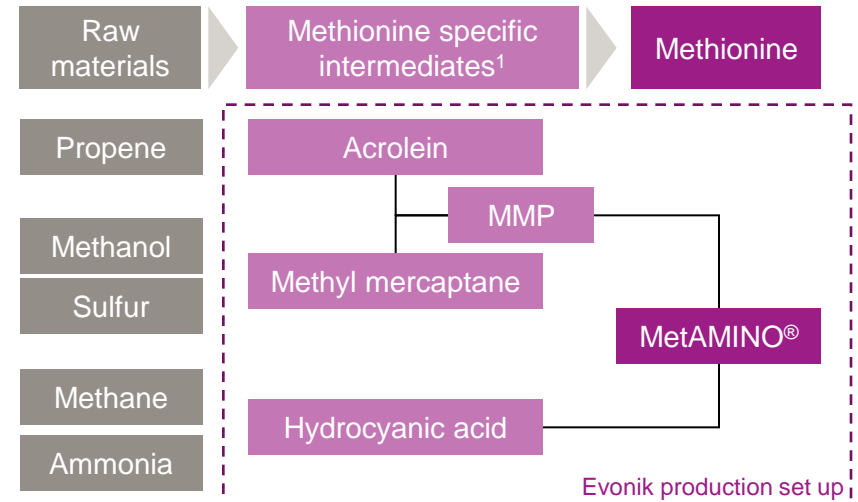 Raw
materials
Methionine specific
intermediates¹
Methionine
Propene
Acrolein
MMP
Methanol
Methyl mercaptane
Sulfur
MetAMINO®
Methane
Hydrocyanic acid
Ammonia
Evonik production set up